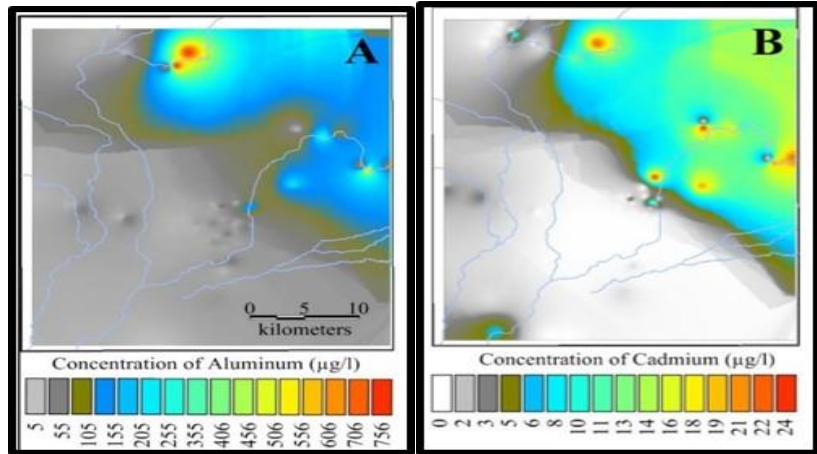 A
0 5 10
kilometers
Concentration of Aluminum (µg/l)
5 55 105 155 205 255 355 406 456 506 556 606 706 756
B
Concentration of Cadmium (µg/l)
0 2 3 5 6 8 10 11 13 14 16 19 21 22 24